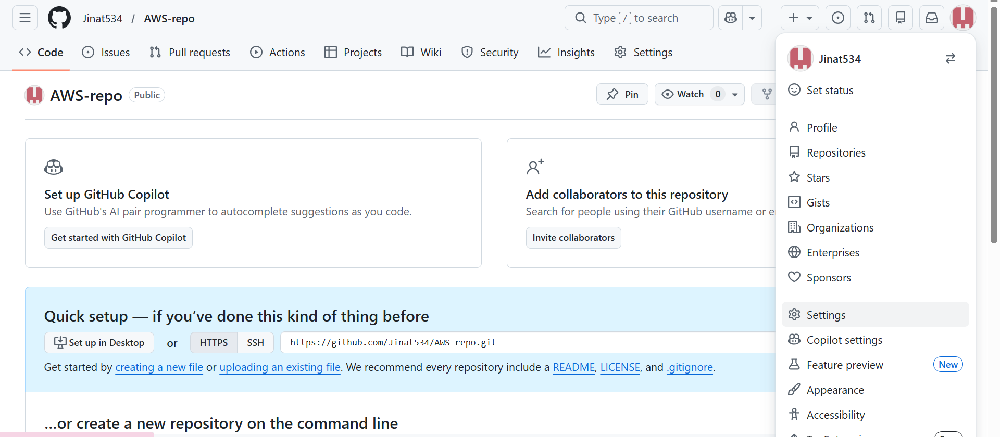 Jinat534 / AWS-repo
Type / to search
Code Issues Pull requests Actions Projects Wiki Security Insights Settings
AWS-repo Public
Pin
Watch 0
Set up GitHub Copilot
Use GitHub's AI pair programmer to autocomplete suggestions as you code.
Get started with GitHub Copilot
Add collaborators to this repository
Search for people using their GitHub username or
Invite collaborators
Quick setup — if you’ve done this kind of thing before
Set up in Desktop or HTTPS SSH https://github.com/Jinat534/AWS-repo.git
Get started by creating a new file or uploading an existing file. We recommend every repository include a README, LICENSE, and .gitignore.
…or create a new repository on the command line
Jinat534
Set status
Profile
Repositories
Stars
Gists
Organizations
Enterprises
Sponsors
Settings
Copilot settings
Feature preview New
Appearance
Accessibility